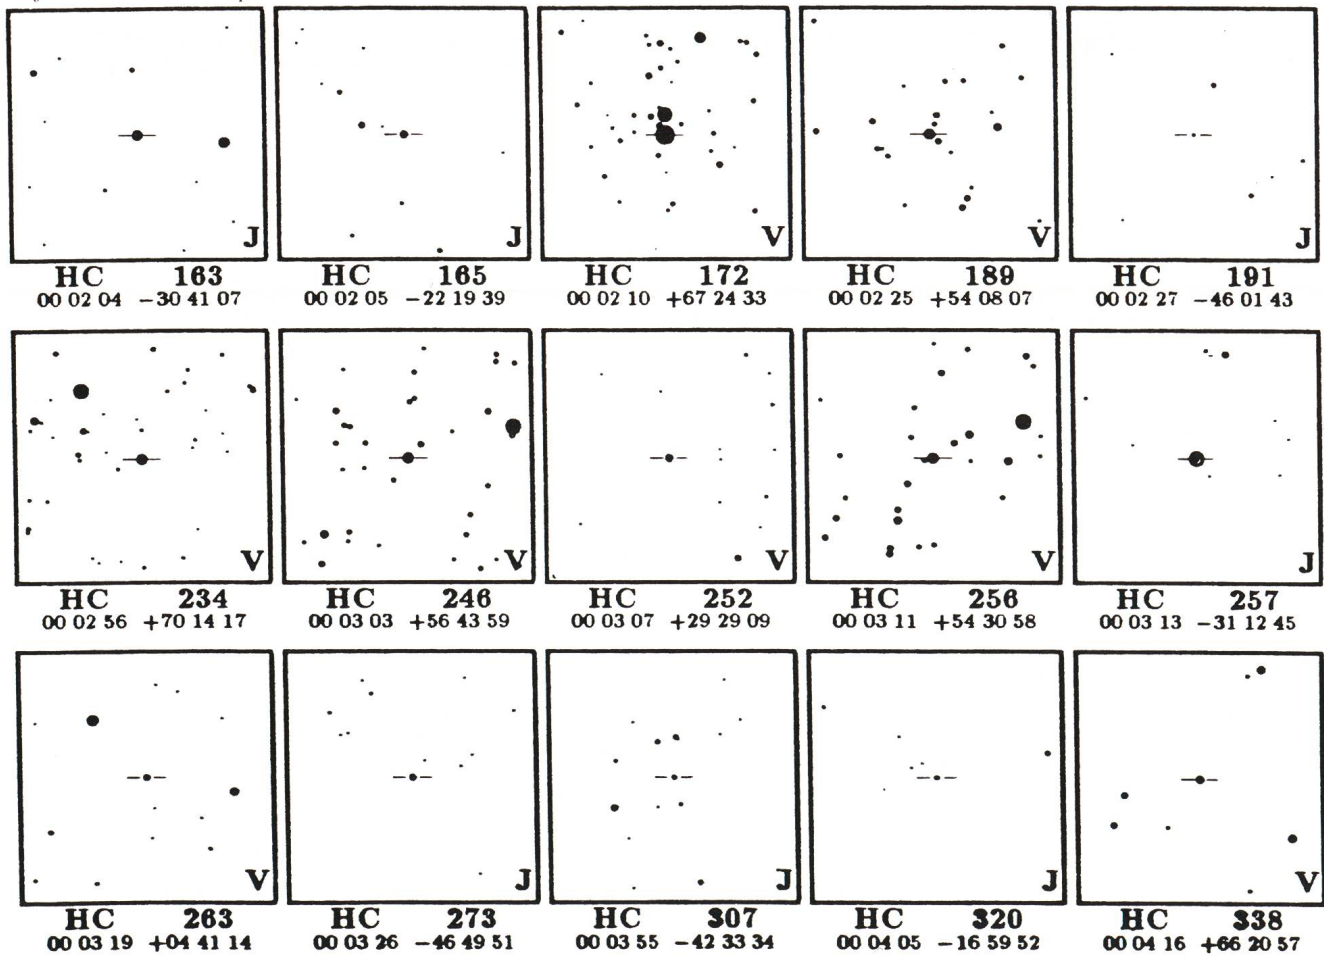 J J V V J
HC 163 HC 165 HC 172 HC 189 HC 191
00 02 04 −30 41 07 00 02 05 −22 19 39 00 02 10 +67 24 33 00 02 25 +54 08 07 00 02 27 −46 01 43
V V V V J
HC 234 HC 246 HC 252 HC 256 HC 257
00 02 56 +70 14 17 00 03 03 +56 43 59 00 03 07 +29 29 09 00 03 11 +54 30 58 00 03 13 −31 12 45
V J J J V
HC 263 HC 273 HC 307 HC 320 HC 338
00 03 19 +04 41 14 00 03 26 −46 49 51 00 03 55 −42 33 34 00 04 05 −16 59 52 00 04 16 +66 20 57